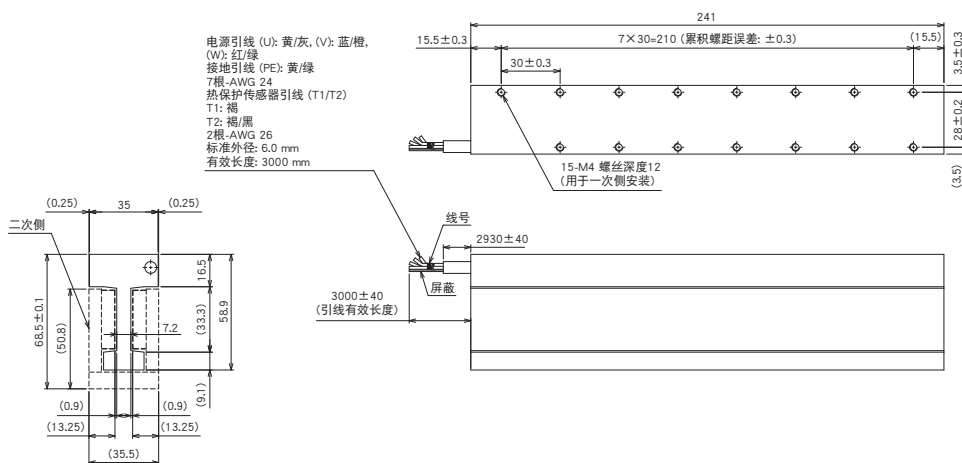 电源引线 (U): 黄/灰, (V): 蓝/橙,
(W): 红/绿
接地引线 (PE): 黄/绿
7根-AWG 24
热保护传感器引线 (T1/T2)
T1: 褐
T2: 褐/黑
2根-AWG 26
标准外径: 6.0 mm
有效长度: 3000 mm
241
15.5±0.3
7×30=210 (累积螺距误差: ±0.3)
(15.5)
30±0.3
3.5±0.3
28±0.2
(3.5)
15-M4 螺丝深度12
(用于一次侧安装)
(0.25)
35
(0.25)
二次侧
68.5±0.1
(50.8)
16.5
(33.3)
58.9
7.2
(9.1)
(0.9)
(0.9)
(13.25)
(13.25)
(35.5)
线号
2930±40
屏蔽
3000±40
(引线有效长度)